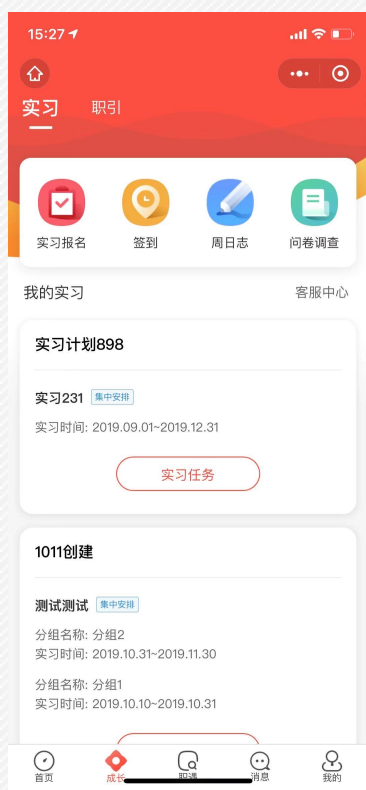 15:27
实习 职引
实习报名 签到 周日志 问卷调查
我的实习 客服中心
实习计划898
实习231 集中安排
实习时间: 2019.09.01~2019.12.31
实习任务
1011创建
测试测试 集中安排
分组名称: 分组2
实习时间: 2019.10.31~2019.11.30
分组名称: 分组1
实习时间: 2019.10.10~2019.10.31
首页 成长 职遇 消息 我的